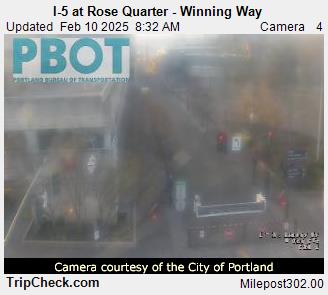 I-5 at Rose Quarter - Winning Way
Updated Feb 10 2025 8:32 AM Camera 4
PBOT
PORTLAND BUREAU OF TRANSPORTATION
Camera courtesy of the City of Portland
TripCheck.com Milepost302.00